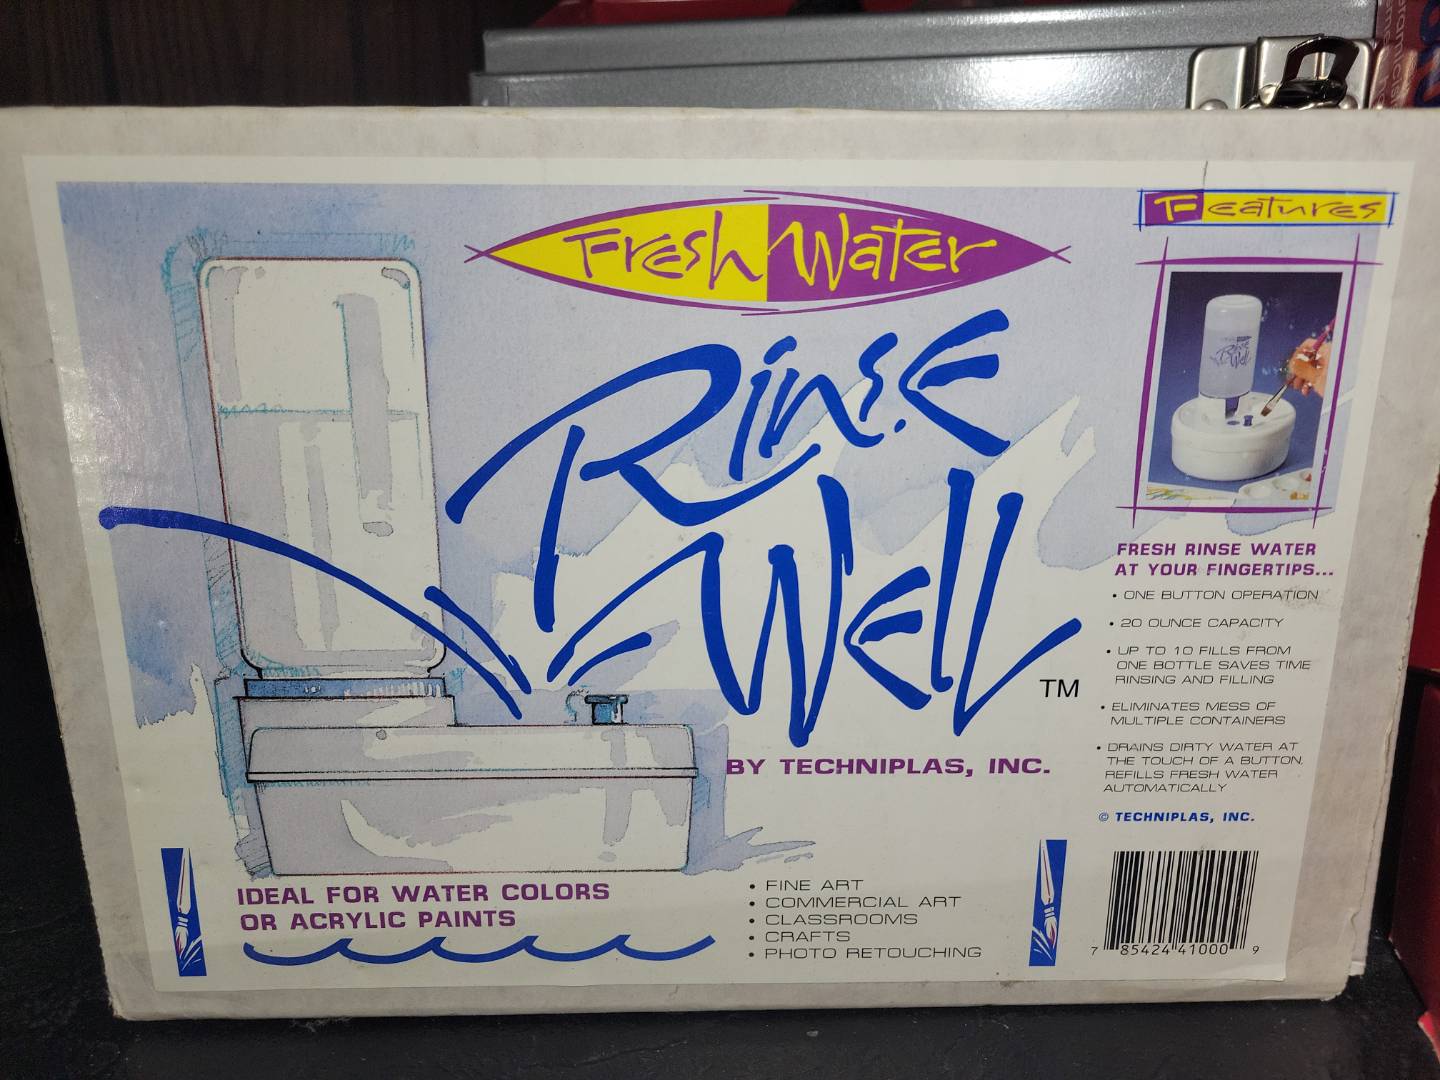 Fresh Water
Rinse
Well
TM
BY TECHNIPLAS, INC.
IDEAL FOR WATER COLORS
OR ACRYLIC PAINTS
• FINE ART
• COMMERCIAL ART
• CLASSROOMS
• CRAFTS
• PHOTO RETOUCHING
Features
Rinse
Well
FRESH RINSE WATER
AT YOUR FINGERTIPS...
• ONE BUTTON OPERATION
• 20 OUNCE CAPACITY
• UP TO 10 FILLS FROM
ONE BOTTLE SAVES TIME
RINSING AND FILLING
• ELIMINATES MESS OF
MULTIPLE CONTAINERS
• DRAINS DIRTY WATER AT
THE TOUCH OF A BUTTON,
REFILLS FRESH WATER
AUTOMATICALLY
© TECHNIPLAS, INC.
7 85424 41000 9